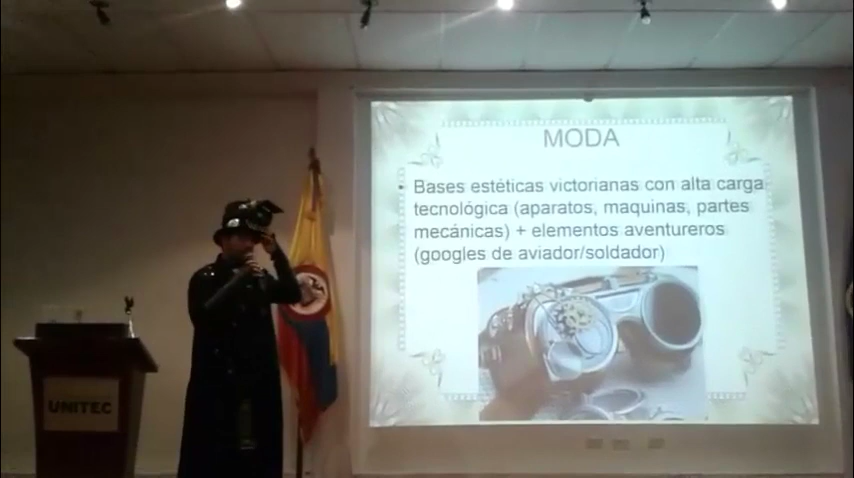 MODA
Bases estéticas victorianas con alta carga
tecnológica (aparatos, maquinas, partes
mecánicas) + elementos aventureros
(googles de aviador/soldador)
UNITEC